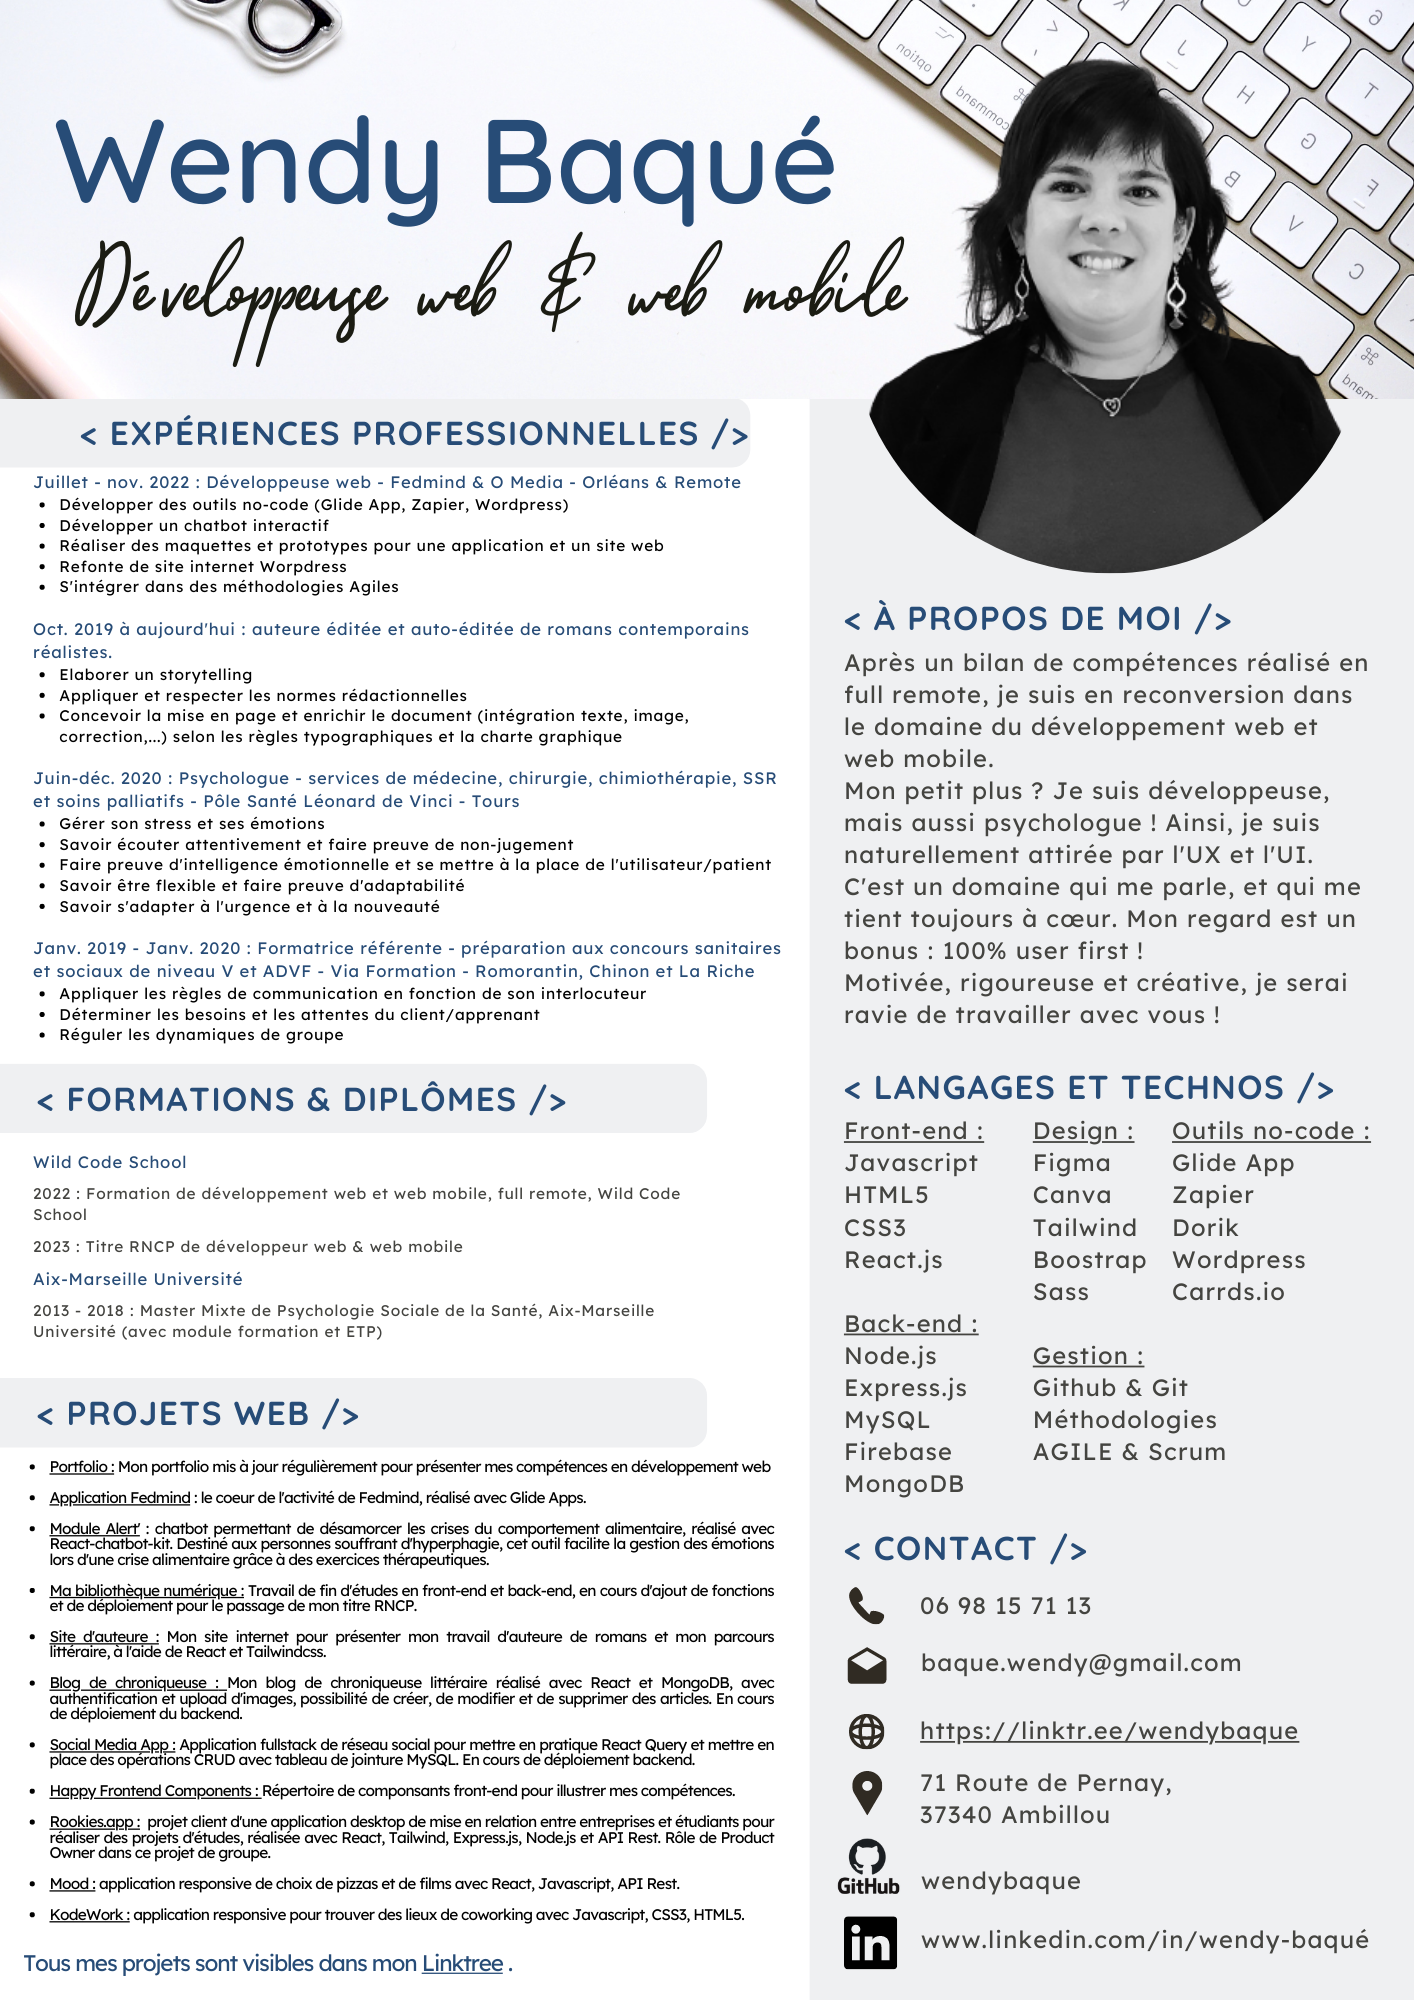 Wendy Baqué
Développeuse web & web mobile
< EXPÉRIENCES PROFESSIONNELLES />
Juillet - nov. 2022 : Développeuse web - Fedmind & O Media - Orléans & Remote
• Développer des outils no-code (Glide App, Zapier, Wordpress)
• Développer un chatbot interactif
• Réaliser des maquettes et prototypes pour une application et un site web
• Refonte de site internet Worpdress
• S'intégrer dans des méthodologies Agiles
Oct. 2019 à aujourd'hui : auteure éditée et auto-éditée de romans contemporains
réalistes.
• Elaborer un storytelling
• Appliquer et respecter les normes rédactionnelles
• Concevoir la mise en page et enrichir le document (intégration texte, image,
correction,...) selon les règles typographiques et la charte graphique
Juin-déc. 2020 : Psychologue - services de médecine, chirurgie, chimiothérapie, SSR
et soins palliatifs - Pôle Santé Léonard de Vinci - Tours
• Gérer son stress et ses émotions
• Savoir écouter attentivement et faire preuve de non-jugement
• Faire preuve d'intelligence émotionnelle et se mettre à la place de l'utilisateur/patient
• Savoir être flexible et faire preuve d'adaptabilité
• Savoir s'adapter à l'urgence et à la nouveauté
Janv. 2019 - Janv. 2020 : Formatrice référente - préparation aux concours sanitaires
et sociaux de niveau V et ADVF - Via Formation - Romorantin, Chinon et La Riche
• Appliquer les règles de communication en fonction de son interlocuteur
• Déterminer les besoins et les attentes du client/apprenant
• Réguler les dynamiques de groupe
< FORMATIONS & DIPLÔMES />
Wild Code School
2022 : Formation de développement web et web mobile, full remote, Wild Code
School
2023 : Titre RNCP de développeur web & web mobile
Aix-Marseille Université
2013 - 2018 : Master Mixte de Psychologie Sociale de la Santé, Aix-Marseille
Université (avec module formation et ETP)
< PROJETS WEB />
• Portfolio : Mon portfolio mis à jour régulièrement pour présenter mes compétences en développement web
• Application Fedmind : le coeur de l'activité de Fedmind, réalisé avec Glide Apps.
• Module Alert' : chatbot permettant de désamorcer les crises du comportement alimentaire, réalisé avec
React-chatbot-kit. Destiné aux personnes souffrant d'hyperphagie, cet outil facilite la gestion des émotions
lors d'une crise alimentaire grâce à des exercices thérapeutiques.
• Ma bibliothèque numérique : Travail de fin d'études en front-end et back-end, en cours d'ajout de fonctions
et de déploiement pour le passage de mon titre RNCP.
• Site d'auteure : Mon site internet pour présenter mon travail d'auteure de romans et mon parcours
littéraire, à l'aide de React et Tailwindcss.
• Blog de chroniqueuse : Mon blog de chroniqueuse littéraire réalisé avec React et MongoDB, avec
authentification et upload d'images, possibilité de créer, de modifier et de supprimer des articles. En cours
de déploiement du backend.
• Social Media App : Application fullstack de réseau social pour mettre en pratique React Query et mettre en
place des opérations CRUD avec tableau de jointure MySQL. En cours de déploiement backend.
• Happy Frontend Components : Répertoire de componsants front-end pour illustrer mes compétences.
• Rookies.app : projet client d'une application desktop de mise en relation entre entreprises et étudiants pour
réaliser des projets d'études, réalisée avec React, Tailwind, Express.js, Node.js et API Rest. Rôle de Product
Owner dans ce projet de groupe.
• Mood : application responsive de choix de pizzas et de films avec React, Javascript, API Rest.
• KodeWork : application responsive pour trouver des lieux de coworking avec Javascript, CSS3, HTML5.
Tous mes projets sont visibles dans mon Linktree .
< À PROPOS DE MOI />
Après un bilan de compétences réalisé en
full remote, je suis en reconversion dans
le domaine du développement web et
web mobile.
Mon petit plus ? Je suis développeuse,
mais aussi psychologue ! Ainsi, je suis
naturellement attirée par l'UX et l'UI.
C'est un domaine qui me parle, et qui me
tient toujours à cœur. Mon regard est un
bonus : 100% user first !
Motivée, rigoureuse et créative, je serai
ravie de travailler avec vous !
< LANGAGES ET TECHNOS />
Front-end :
Javascript
HTML5
CSS3
React.js
Back-end :
Node.js
Express.js
MySQL
Firebase
MongoDB
Design :
Figma
Canva
Tailwind
Boostrap
Sass
Gestion :
Github & Git
Méthodologies
AGILE & Scrum
Outils no-code :
Glide App
Zapier
Dorik
Wordpress
Carrds.io
< CONTACT />
06 98 15 71 13
baque.wendy@gmail.com
https://linktr.ee/wendybaque
71 Route de Pernay,
37340 Ambillou
GitHub
wendybaque
in
www.linkedin.com/in/wendy-baqué